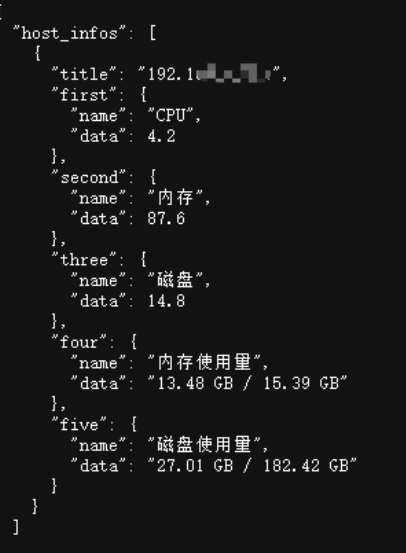 {
"host_infos": [
{
"title": "192.1
",
"first": {
"name": "CPU",
"data": 4.2
},
"second": {
"name": "内存",
"data": 87.6
},
"three": {
"name": "磁盘",
"data": 14.8
},
"four": {
"name": "内存使用量",
"data": "13.48 GB / 15.39 GB"
},
"five": {
"name": "磁盘使用量",
"data": "27.01 GB / 182.42 GB"
}
}
]